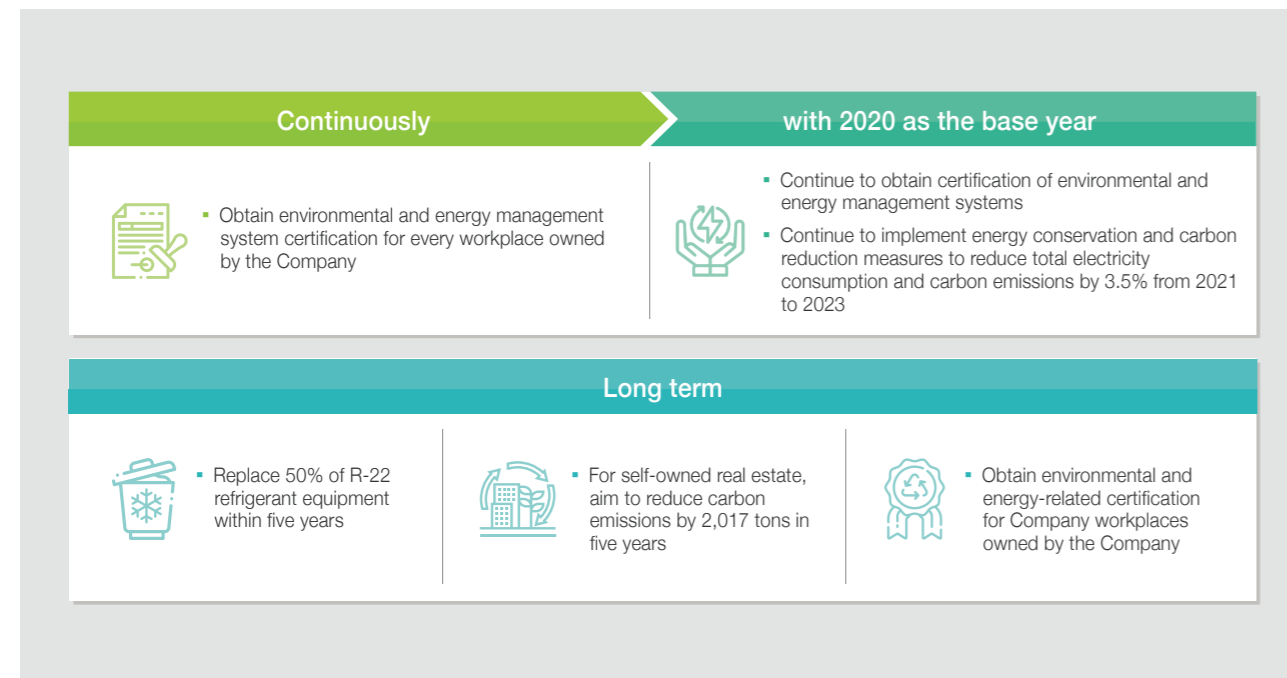 Continuously
with 2020 as the base year
▪ Obtain environmental and energy management
system certification for every workplace owned
by the Company
▪ Continue to obtain certification of environmental and
energy management systems
▪ Continue to implement energy conservation and carbon
reduction measures to reduce total electricity
consumption and carbon emissions by 3.5% from 2021
to 2023
Long term
▪ Replace 50% of R-22
refrigerant equipment
within five years
▪ For self-owned real estate,
aim to reduce carbon
emissions by 2,017 tons in
five years
▪ Obtain environmental and
energy-related certification
for Company workplaces
owned by the Company